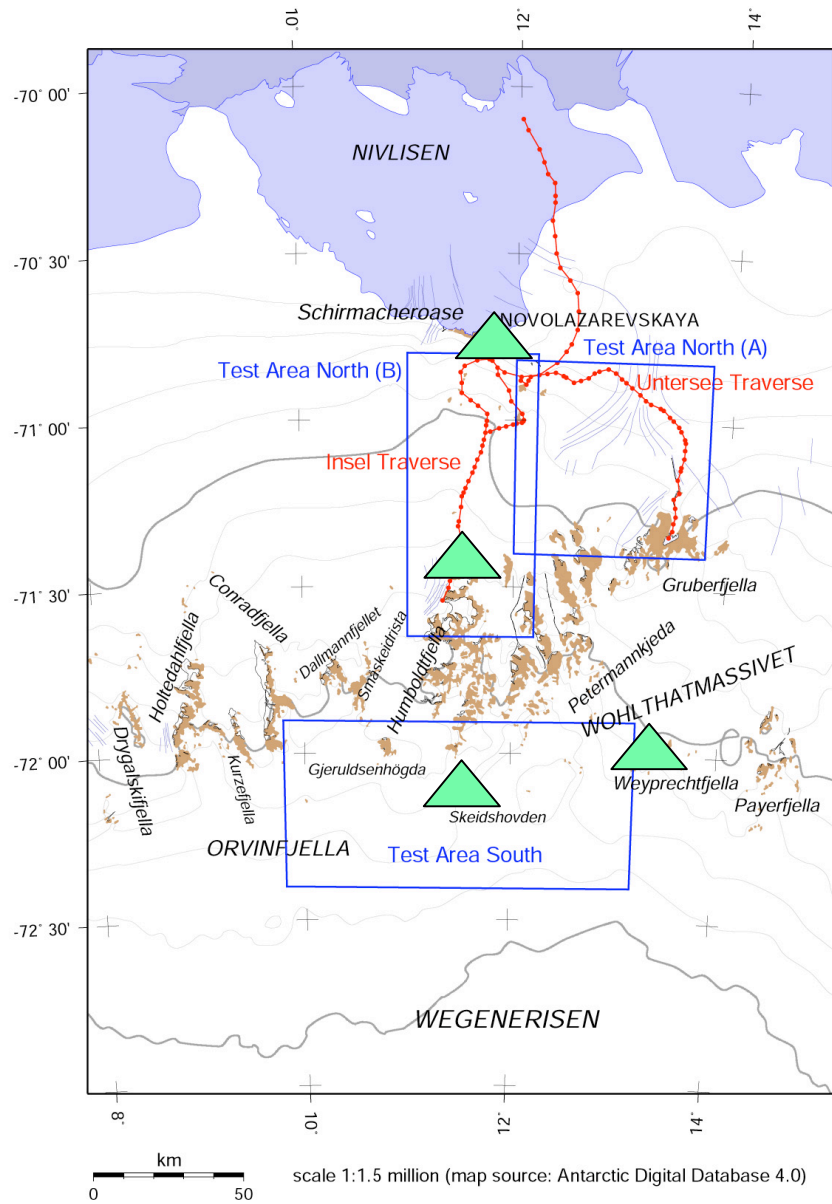 10°
12°
14°
-70° 00'
NIVLISEN
-70° 30'
Schirmacheroase
NOVOLAZAREVSKAYA
Test Area North (A)
Test Area North (B)
Untersee Traverse
-71° 00'
Insel Traverse
Gruberfjella
-71° 30'
Conradfjella
Holtedahlfjella
Dallmannfjellet
Småskeidrista
Humboldtfjella
Petermannkjeda
WOHLTHATMASSIVET
-72° 00'
Drygalskifjella
Kurzefjella
Gjeruldsenhögda
Weyprechtfjella
Payerfjella
Skeidshovden
ORVINFJELLA
Test Area South
-72° 30'
WEGENERISEN
8°
10°
12°
14°
km
0
50
scale 1:1.5 million (map source: Antarctic Digital Database 4.0)